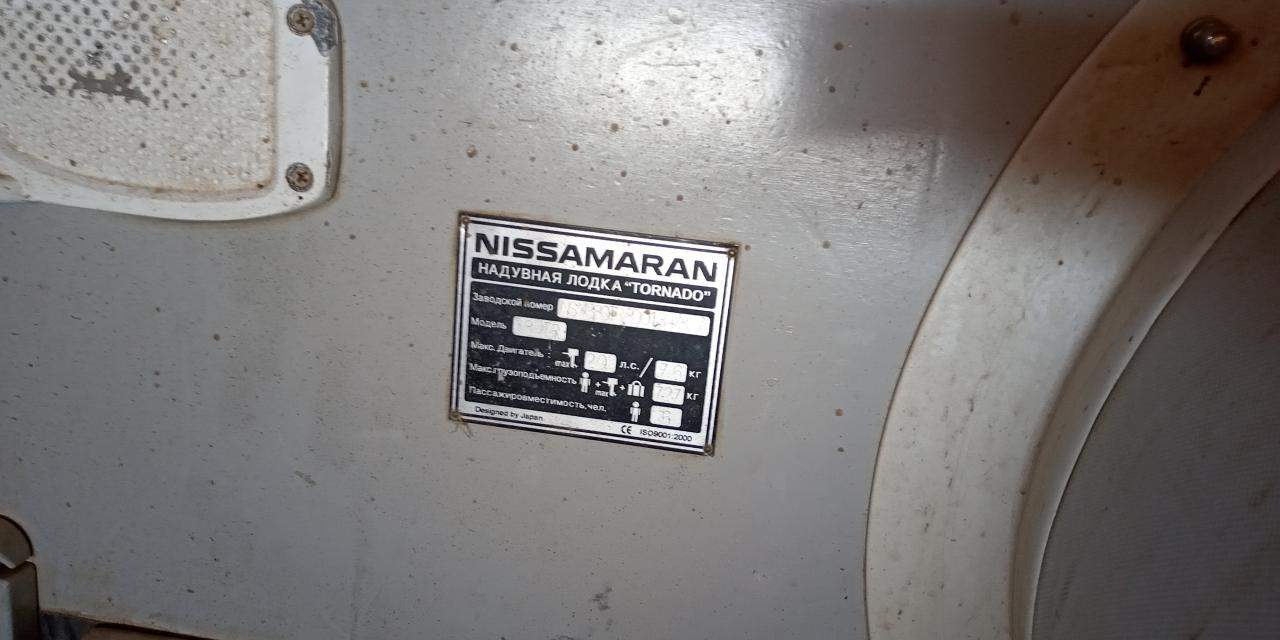 NISSAMARAN
НАДУВНАЯ ЛОДКА "TORNADO"
Заводской номер
Модель
Макс. Двигатель : max л.с. / кг
Макс.грузоподъемность + max + кг
Пассажировместимость, чел.
Designed by Japan CE ISO9001:2000